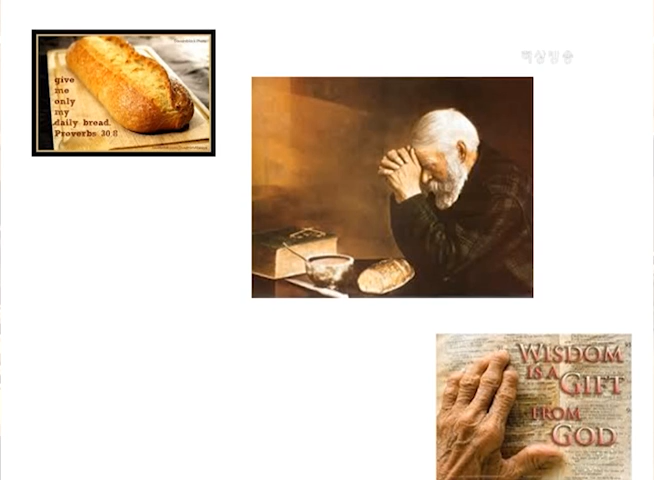 give
me
only
my
daily bread.
Proverbs 30 8
WISDOM
IS A
GIFT
FROM
GOD